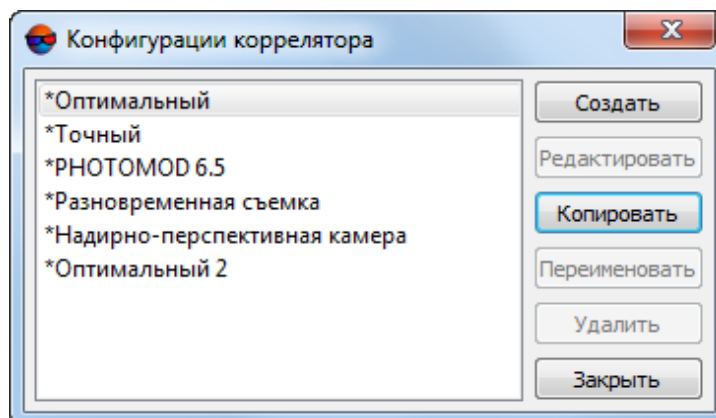 Конфигурации коррелятора
*Оптимальный
*Точный
*PHOTOMOD 6.5
*Разновременная съемка
*Надирно-перспективная камера
*Оптимальный 2
Создать
Редактировать
Копировать
Переименовать
Удалить
Закрыть